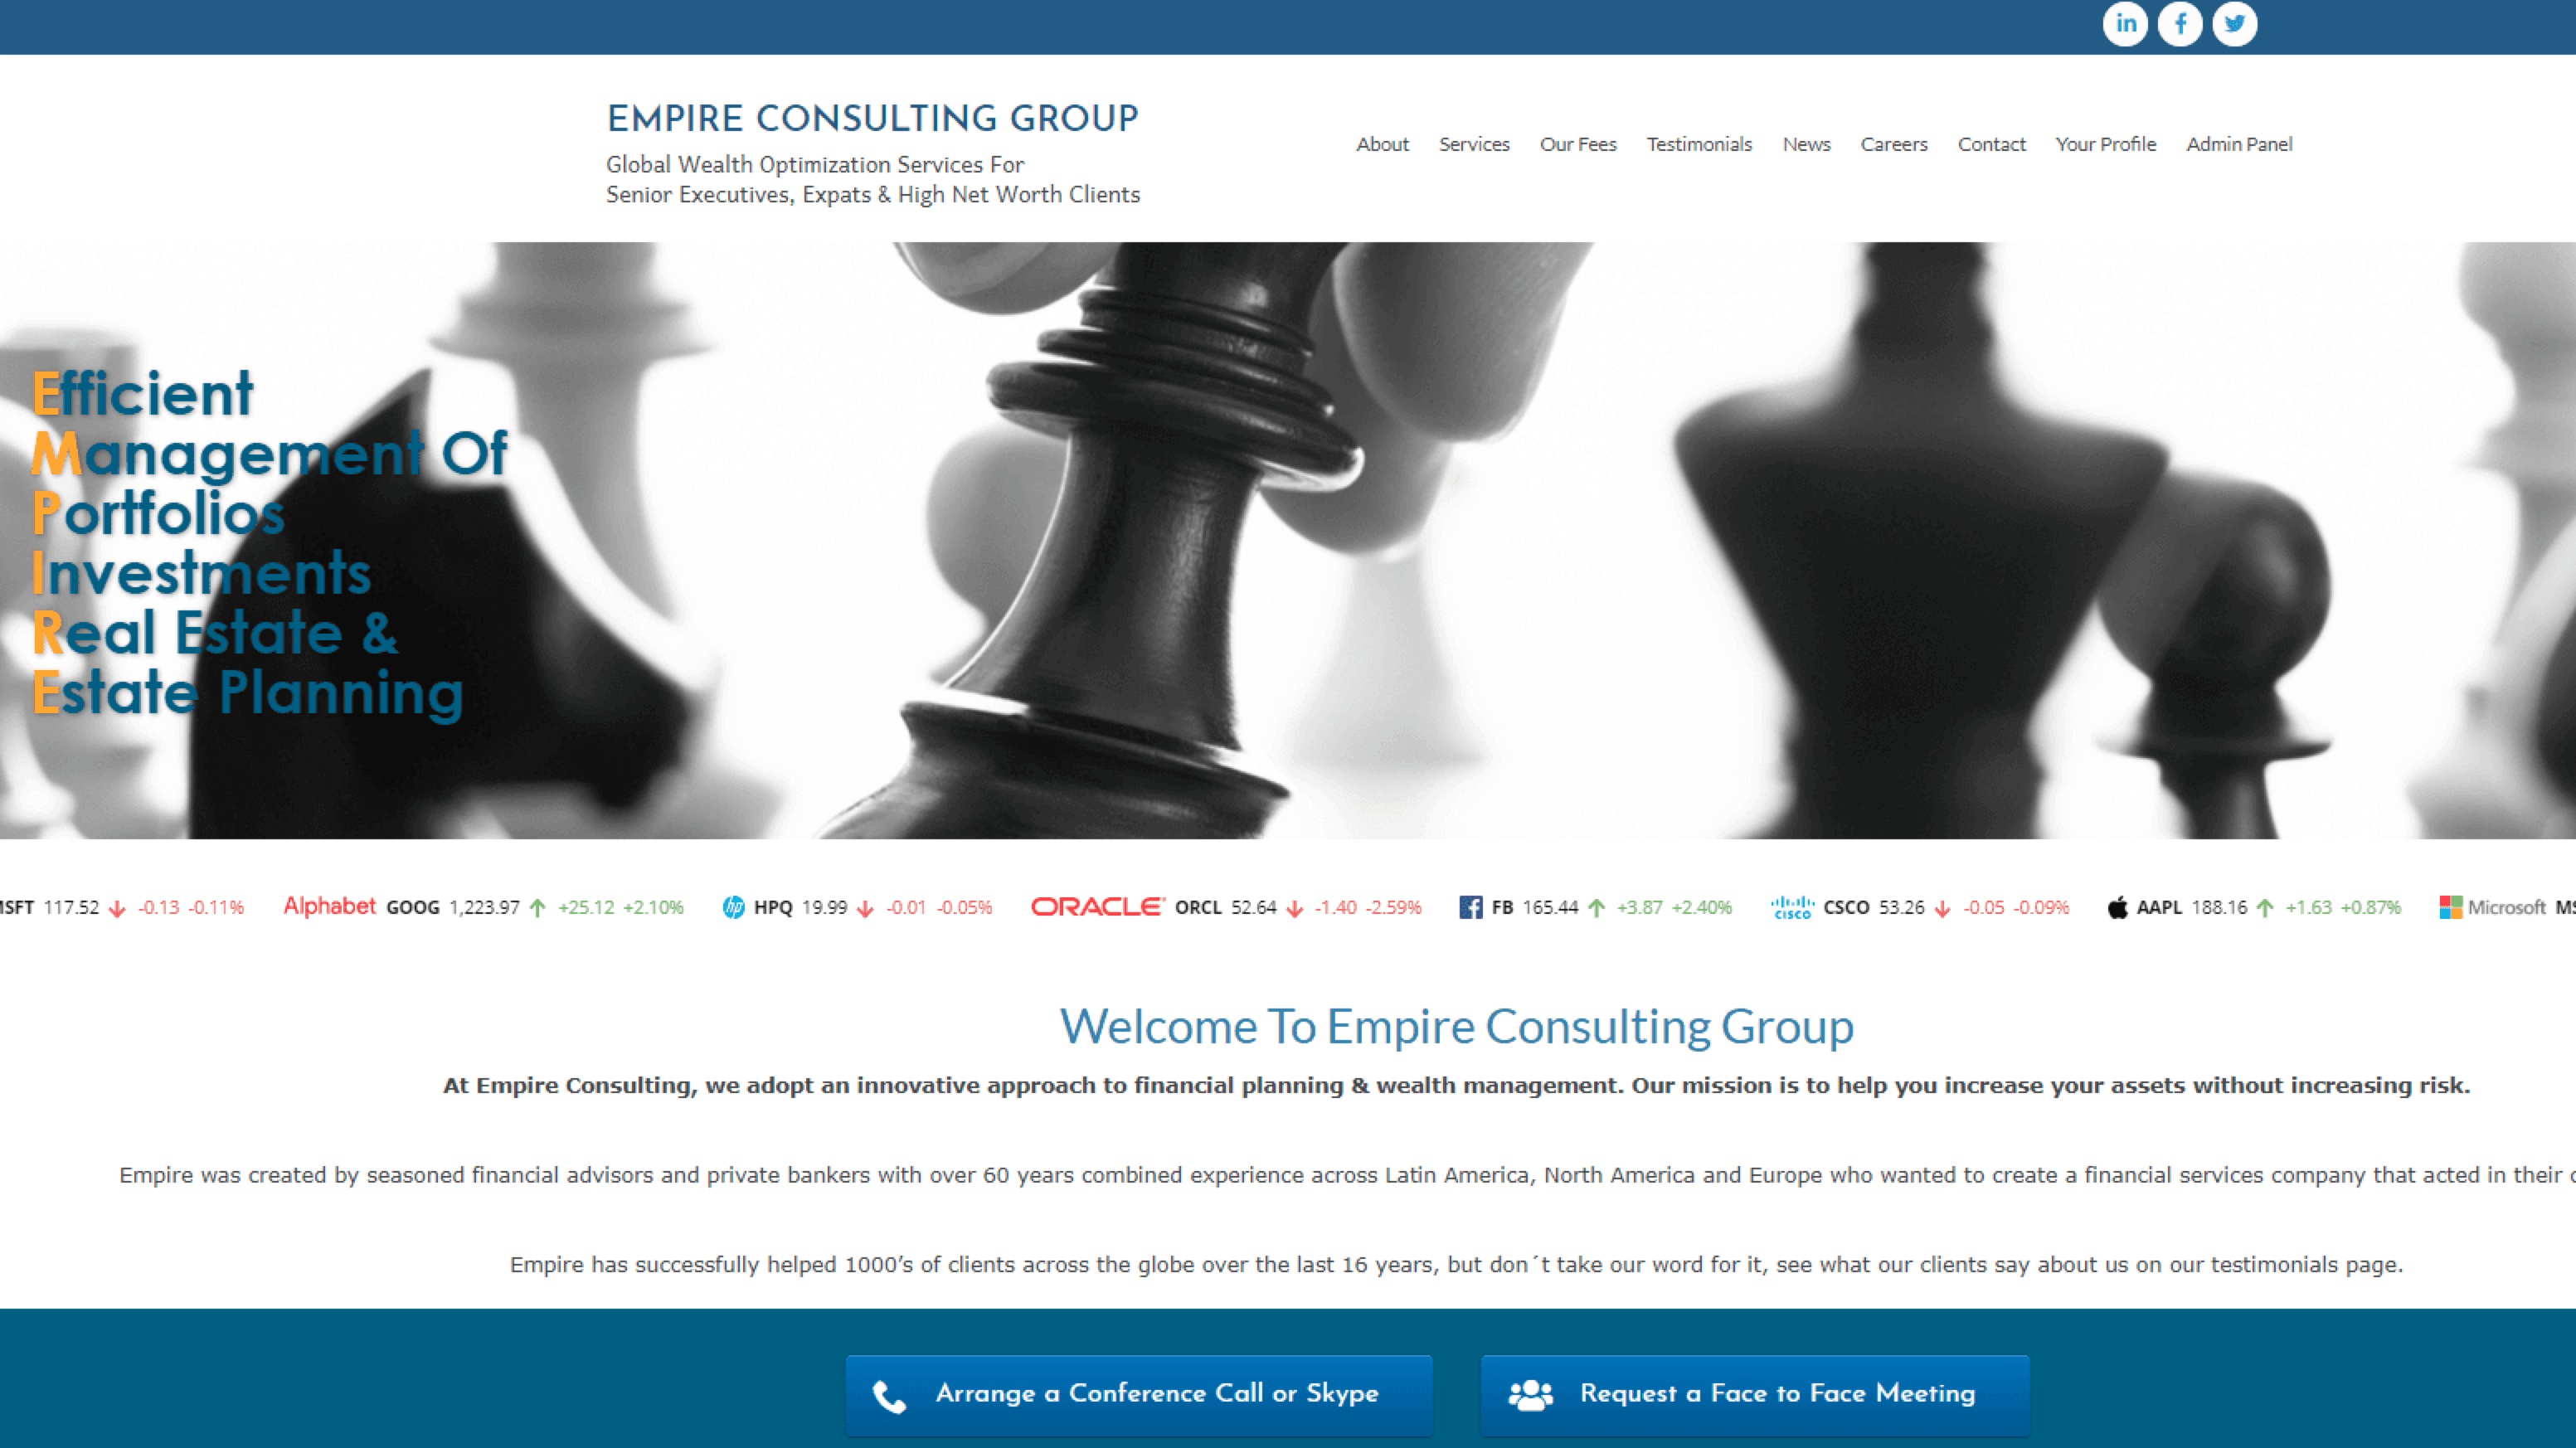 EMPIRE CONSULTING GROUP
Global Wealth Optimization Services For
Senior Executives, Expats & High Net Worth Clients
About Services Our Fees Testimonials News Careers Contact Your Profile Admin Panel
Efficient
Management Of
Portfolios
Investments
Real Estate &
Estate Planning
MSFT 117.52 -0.13 -0.11% Alphabet GOOG 1,223.97 +25.12 +2.10% hp HPQ 19.99 -0.01 -0.05% ORACLE ORCL 52.64 -1.40 -2.59% FB 165.44 +3.87 +2.40% CISCO CSCO 53.26 -0.05 -0.09% AAPL 188.16 +1.63 +0.87% Microsoft
Welcome To Empire Consulting Group
At Empire Consulting, we adopt an innovative approach to financial planning & wealth management. Our mission is to help you increase your assets without increasing risk.
Empire was created by seasoned financial advisors and private bankers with over 60 years combined experience across Latin America, North America and Europe who wanted to create a financial services company that acted in their
Empire has successfully helped 1000’s of clients across the globe over the last 16 years, but don´t take our word for it, see what our clients say about us on our testimonials page.
Arrange a Conference Call or Skype
Request a Face to Face Meeting